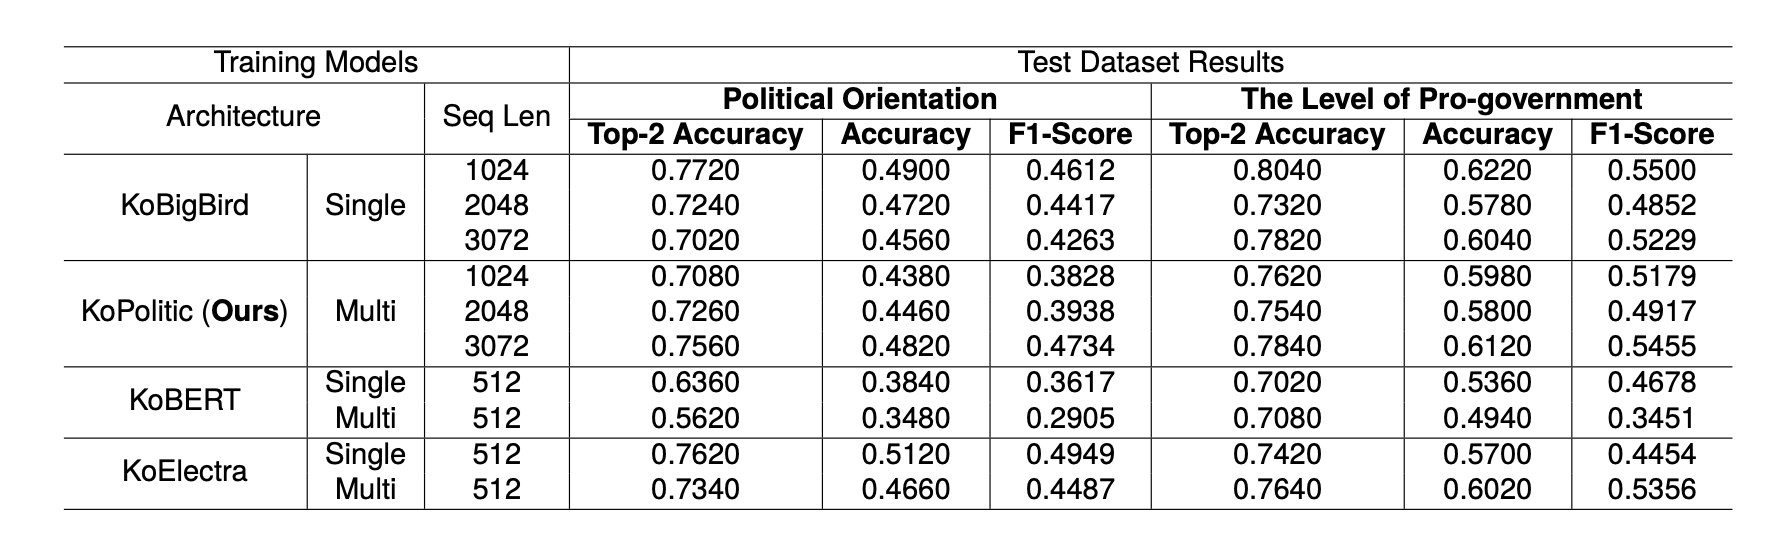 Training Models Test Dataset Results
Architecture Seq Len Political Orientation The Level of Pro-government
Top-2 Accuracy Accuracy F1-Score Top-2 Accuracy Accuracy F1-Score
KoBigBird Single 1024 0.7720 0.4900 0.4612 0.8040 0.6220 0.5500
2048 0.7240 0.4720 0.4417 0.7320 0.5780 0.4852
3072 0.7020 0.4560 0.4263 0.7820 0.6040 0.5229
KoPolitic (Ours) Multi 1024 0.7080 0.4380 0.3828 0.7620 0.5980 0.5179
2048 0.7260 0.4460 0.3938 0.7540 0.5800 0.4917
3072 0.7560 0.4820 0.4734 0.7840 0.6120 0.5455
KoBERT Single 512 0.6360 0.3840 0.3617 0.7020 0.5360 0.4678
Multi 512 0.5620 0.3480 0.2905 0.7080 0.4940 0.3451
KoElectra Single 512 0.7620 0.5120 0.4949 0.7420 0.5700 0.4454
Multi 512 0.7340 0.4660 0.4487 0.7640 0.6020 0.5356